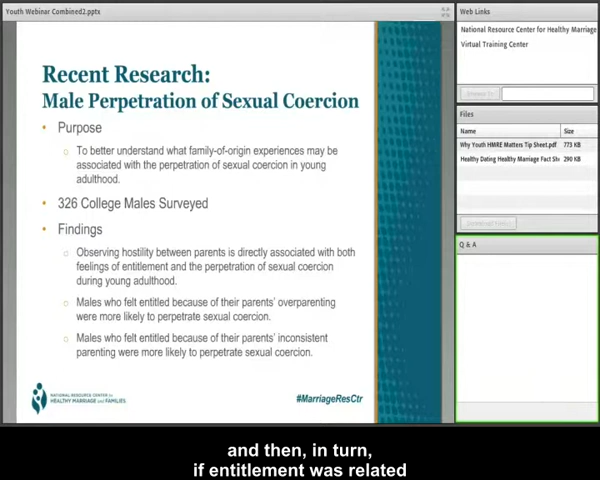 Youth Webinar Combined2.pptx
Recent Research:
Male Perpetration of Sexual Coercion
• Purpose
To better understand what family-of-origin experiences may
be associated with the perpetration of sexual coercion in young
adulthood.
• 326 College Males Surveyed
• Findings
Observing hostility between parents is directly associated with both
feelings of entitlement and the perpetration of sexual coercion
during young adulthood.
Males who felt entitled because of their parents' overparenting
were more likely to perpetrate sexual coercion.
Males who felt entitled because of their parents' inconsistent
parenting were more likely to perpetrate sexual coercion.
NATIONAL RESOURCE CENTER for
HEALTHY MARRIAGE and FAMILIES
#MarriageResCtr
Web Links
National Resource Center for Healthy Marriage
Virtual Training Center
Files
Name Size
Why Youth HMRE Matters Tip Sheet.pdf 773 KB
Healthy Dating Healthy Marriage Fact She 290 KB
Q & A
and then, in turn,
if entitlement was related